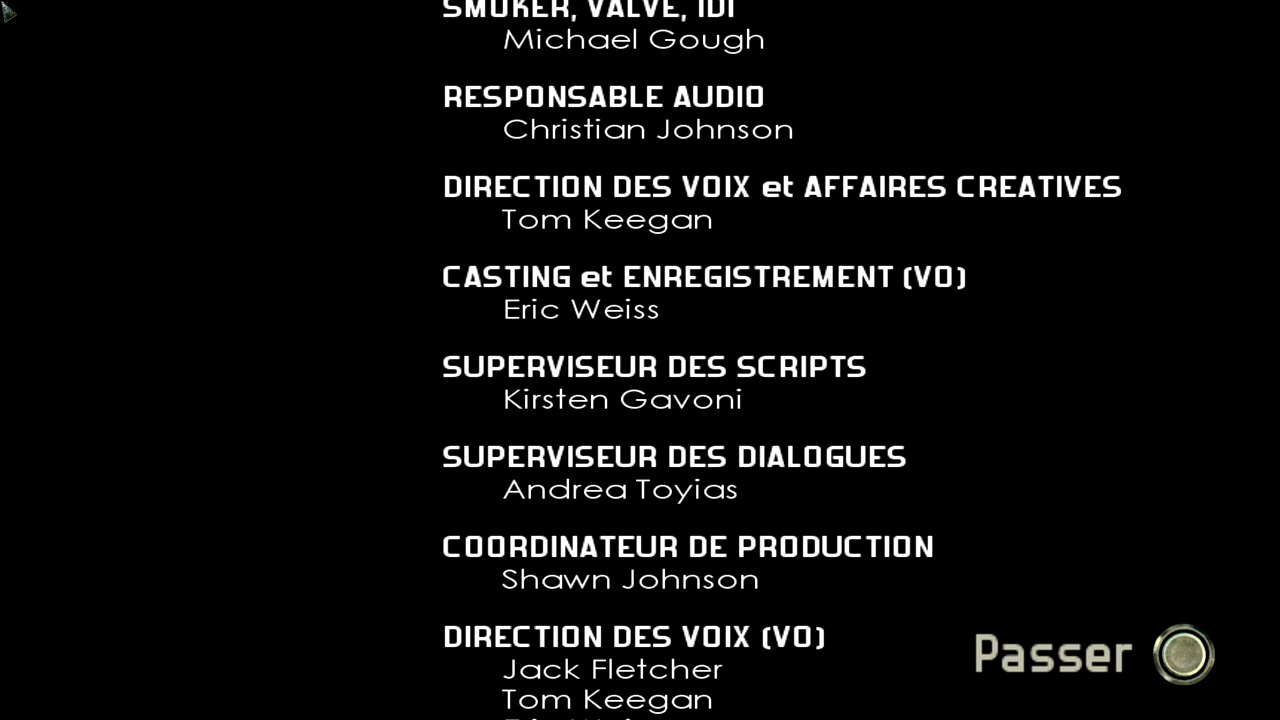 SMOKER, VALVE, IDI
Michael Gough
RESPONSABLE AUDIO
Christian Johnson
DIRECTION DES VOIX et AFFAIRES CREATIVES
Tom Keegan
CASTING et ENREGISTREMENT (VO)
Eric Weiss
SUPERVISEUR DES SCRIPTS
Kirsten Gavoni
SUPERVISEUR DES DIALOGUES
Andrea Toyias
COORDINATEUR DE PRODUCTION
Shawn Johnson
DIRECTION DES VOIX (VO)
Jack Fletcher
Tom Keegan
Passer